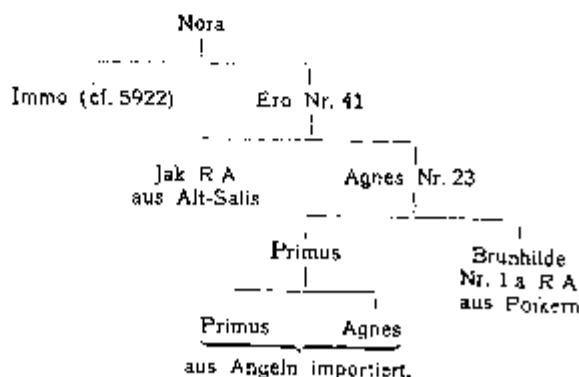 Nora
Immo (cf. 5922) Ero Nr. 41
Jak R A Agnes Nr. 23
aus Alt-Salis
Primus Brunhilde
Nr. 1 a R A
aus Poikern
Primus Agnes
aus Angeln importiert.